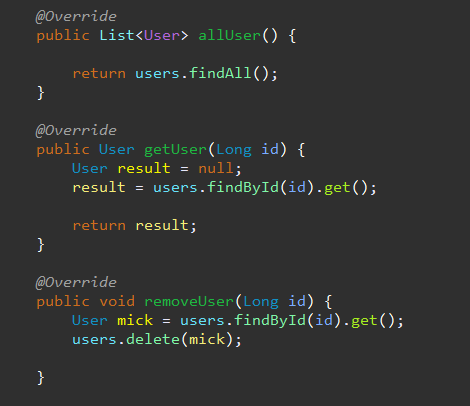 @Override
public List<User> allUser() {
return users.findAll();
}
@Override
public User getUser(Long id) {
User result = null;
result = users.findById(id).get();
return result;
}
@Override
public void removeUser(Long id) {
User mick = users.findById(id).get();
users.delete(mick);
}